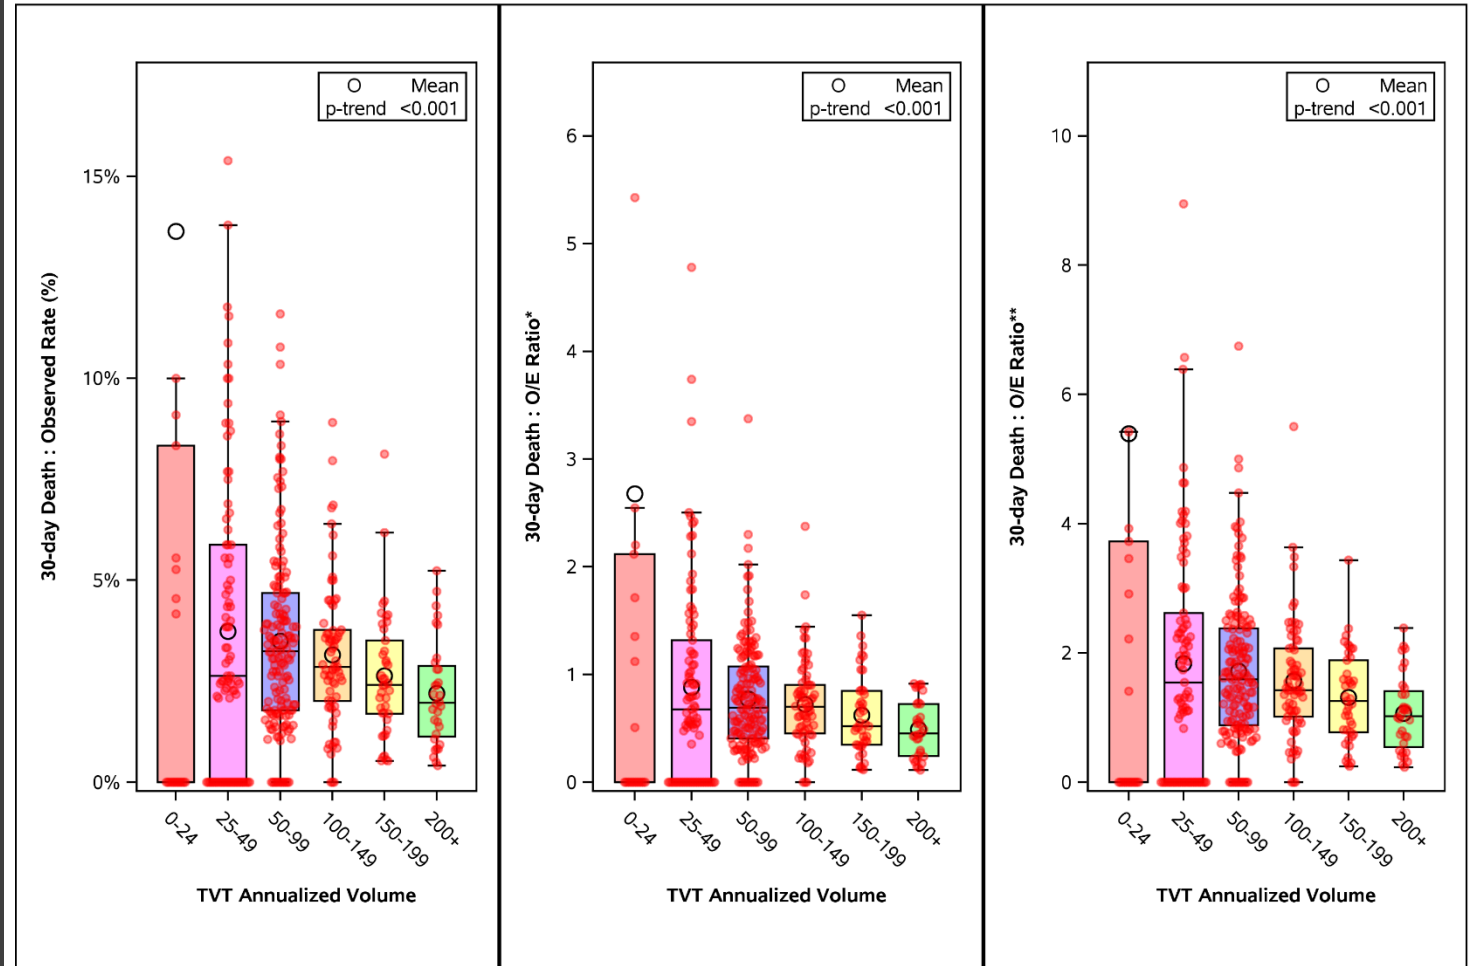 Mean
p-trend <0.001
15%
10%
5%
0%
30-day Death : Observed Rate (%)
0-24
25-49
50-99
100-149
150-199
200+
TVT Annualized Volume
Mean
p-trend <0.001
6
5
4
3
2
1
0
30-day Death : O/E Ratio*
0-24
25-49
50-99
100-149
150-199
200+
TVT Annualized Volume
Mean
p-trend <0.001
10
8
6
4
2
0
30-day Death : O/E Ratio**
0-24
25-49
50-99
100-149
150-199
200+
TVT Annualized Volume